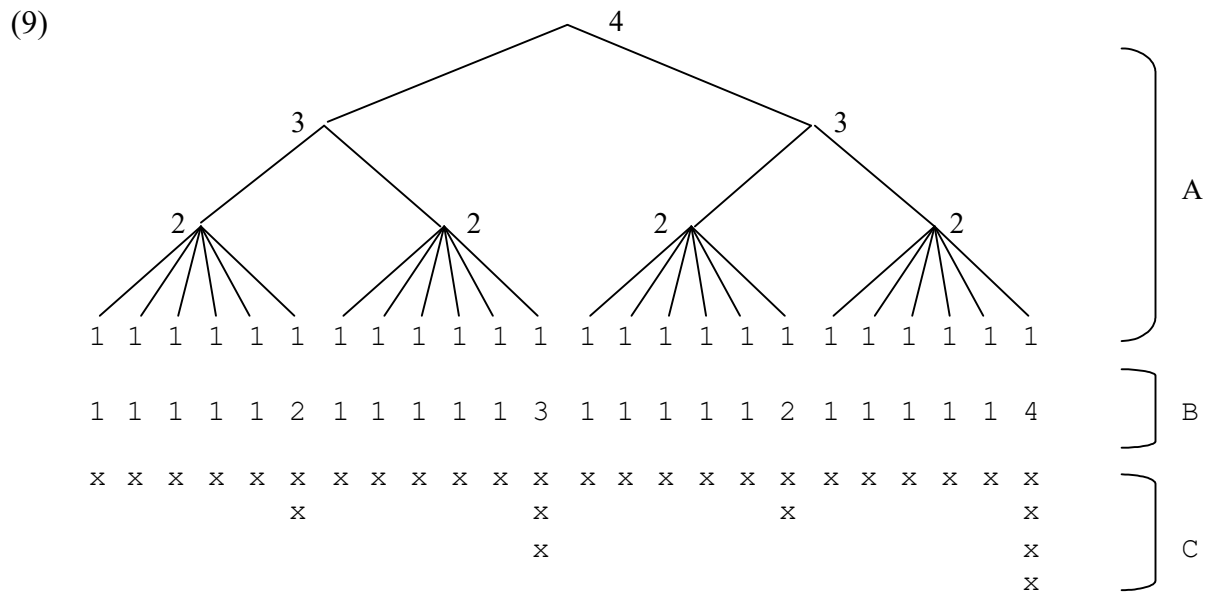 (9) 4
3 3
A
2 2 2 2
1 1 1 1 1 1 1 1 1 1 1 1 1 1 1 1 1 1 1 1 1 1 1 1
1 1 1 1 1 2 1 1 1 1 1 3 1 1 1 1 1 2 1 1 1 1 1 4 B
x x x x x x x x x x x x x x x x x x x x x x x x
x x x x
x x C
x